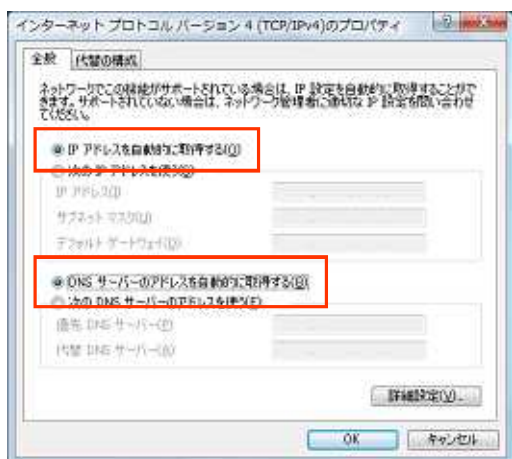 インターネット プロトコル バージョン 4 (TCP/IPv4)のプロパティ
全般
代替の構成
ネットワークでこの機能がサポートされている場合は、IP 設定を自動的に取得することがで
きます。サポートされていない場合は、ネットワーク管理者に適切な IP 設定を問い合わせ
てください。
IP アドレスを自動的に取得する(O)
次の IP アドレスを使う(S)
IP アドレス(I)
サブネット マスク(U)
デフォルト ゲートウェイ(D)
DNS サーバーのアドレスを自動的に取得する(B)
次の DNS サーバーのアドレスを使う(E)
優先 DNS サーバー(P)
代替 DNS サーバー(A)
詳細設定(V)...
OK
キャンセル